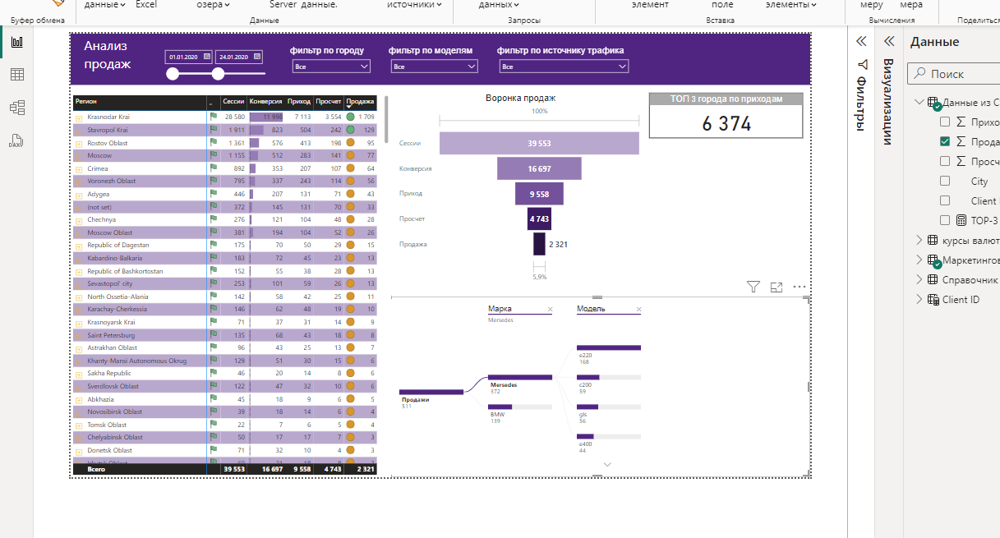 данных Excel озера Server данных. источники данных элемент поле элементы меру мера
Буфер обмена Данные Запросы Вставка Вычисления Поделиться
Анализ
продаж
01.01.2020 24.01.2020
фильтр по городу фильтр по моделям фильтр по источнику трафика
Все Все Все
Регион Сессии Конверсия Приход Просчет Продажа
Krasnodar Krai 28 580 11 996 7 113 3 554 1 709
Stavropol Krai 1 911 823 504 242 129
Rostov Oblast 1 361 576 413 198 95
Moscow 1 155 512 283 141 77
Crimea 892 353 207 107 64
Voronezh Oblast 795 337 243 114 56
Adygea 446 207 131 71 43
(not set) 372 145 131 70 33
Chechnya 276 121 104 48 28
Moscow Oblast 381 194 104 52 26
Republic of Dagestan 175 70 50 29 15
Kabardino-Balkaria 183 72 45 23 13
Republic of Bashkortostan 152 55 38 28 13
Sevastopol' city 253 101 59 26 13
North Ossetia-Alania 142 58 42 25 11
Karachay-Cherkessia 146 62 48 19 10
Krasnoyarsk Krai 71 37 31 14 9
Saint Petersburg 135 68 43 18 8
Astrakhan Oblast 96 43 25 13 7
Khanty-Mansi Autonomous Okrug 129 51 30 15 6
Sakha Republic 46 20 14 8 6
Sverdlovsk Oblast 122 47 32 10 6
Abkhazia 45 18 9 6 5
Novosibirsk Oblast 39 18 14 6 4
Tomsk Oblast 22 7 6 5 4
Chelyabinsk Oblast 50 17 17 7 3
Donetsk Oblast 71 32 10 4 3
Всего 39 553 16 697 9 558 4 743 2 321
Воронка продаж
100%
Сессии 39 553
Конверсия 16 697
Приход 9 558
Просчет 4 743
Продажа 2 321
5,9%
ТОП 3 города по приходам
6 374
Марка Модель
Mersedes
Продажи
511
Mersedes
372
BMW
139
e220
168
c200
59
gls
56
e400
44
Фильтры
Визуализации
Данные
Поиск
Данные из С
Прихо
Прода
Просч
City
Client
TOP-3
курсы валют
Маркетингов
Справочник
Client ID
DAX